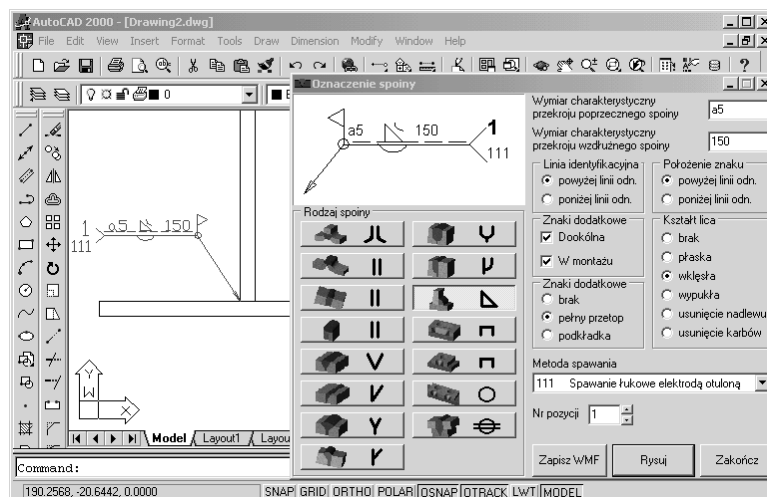 AutoCAD 2000 - [Drawing2.dwg]
File Edit View Insert Format Tools Draw Dimension Modify Window Help
0
Oznaczenie spoiny
a5 150 1
111
Wymiar charakterystyczny
przekroju poprzecznego spoiny a5
Wymiar charakterystyczny
przekroju wzdłużnego spoiny 150
Linia identyfikacyjna
powyżej linii odn.
poniżej linii odn.
Położenie znaku
powyżej linii odn.
poniżej linii odn.
Rodzaj spoiny
Znaki dodatkowe
Dookólna
W montażu
Znaki dodatkowe
brak
pełny przetop
podkładka
Kształt lica
brak
płaska
wklęsła
wypukła
usunięcie nadlewu
usunięcie karbów
Metoda spawania
111 Spawanie łukowe elektrodą otuloną
Nr pozycji 1
Zapisz WMF Rysuj Zakończ
1 a5 150
111
Y
W
X
Model Layout1
Command:
190.2568, -20.6442, 0.0000 SNAP GRID ORTHO POLAR OSNAP OTRACK LWT MODEL